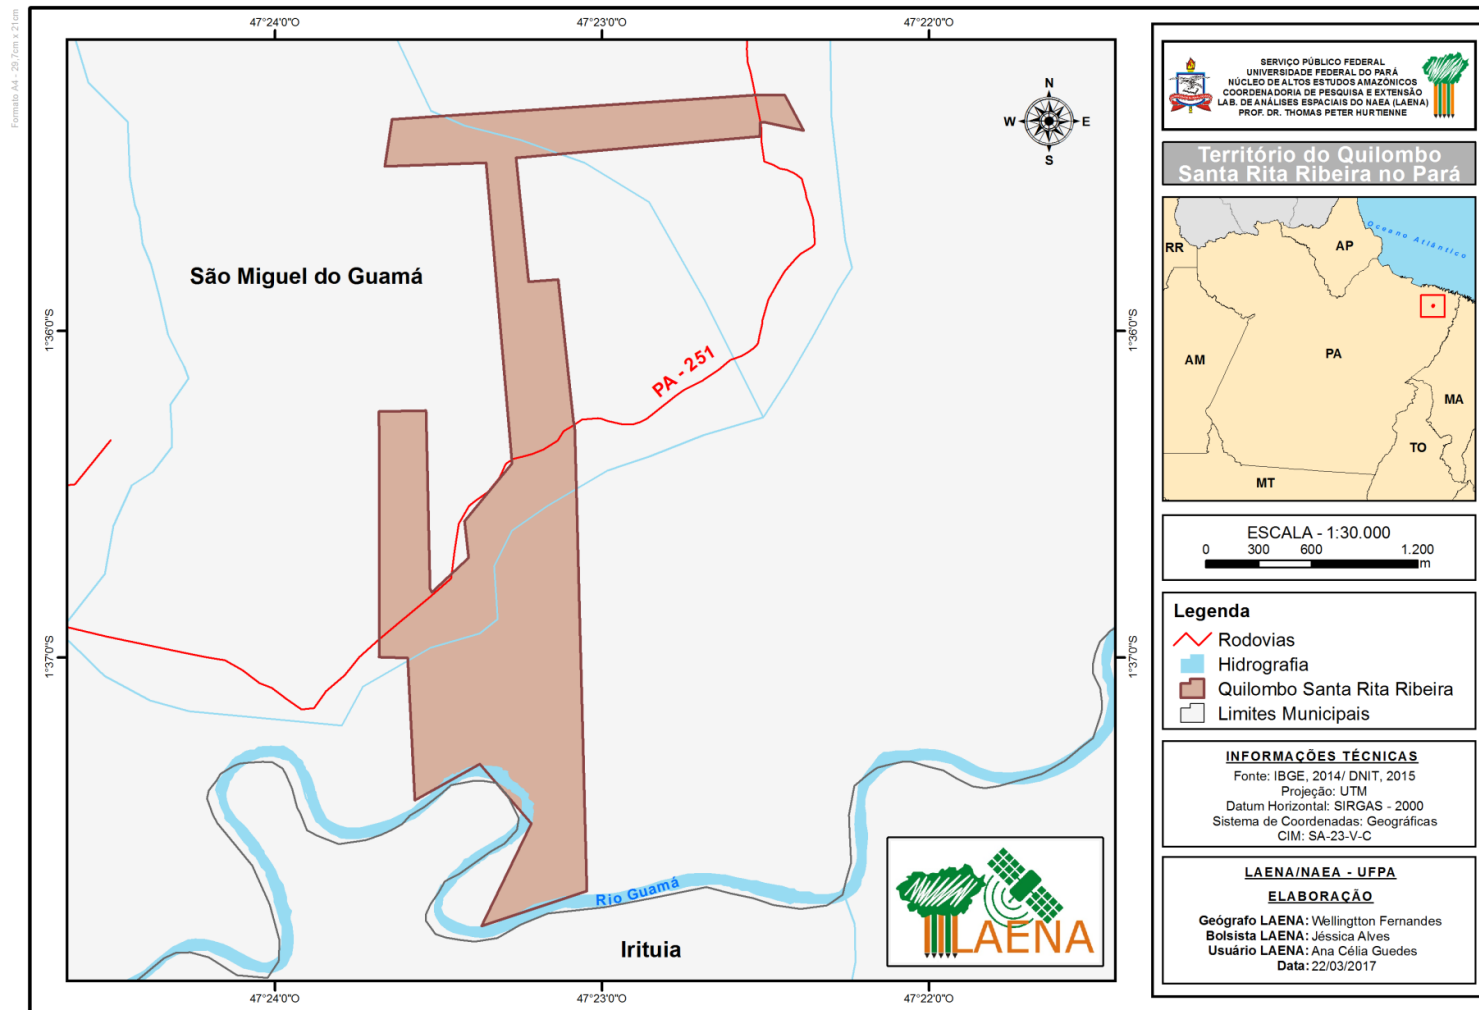 Formato A4 - 29,7cm x 21cm
47°24'0"O
47°23'0"O
47°22'0"O
1°36'0"S
1°37'0"S
1°36'0"S
1°37'0"S
47°24'0"O
47°23'0"O
47°22'0"O
N
W
E
S
São Miguel do Guamá
PA - 251
Rio Guamá
Irituia
LAENA
SERVIÇO PÚBLICO FEDERAL
UNIVERSIDADE FEDERAL DO PARÁ
NÚCLEO DE ALTOS ESTUDOS AMAZÔNICOS
COORDENADORIA DE PESQUISA E EXTENSÃO
LAB. DE ANÁLISES ESPACIAIS DO NAEA (LAENA)
PROF. DR. THOMAS PETER HURTIENNE
Território do Quilombo
Santa Rita Ribeira no Pará
Oceano Atlântico
RR
AP
AM
PA
MA
TO
MT
ESCALA - 1:30.000
0 300 600 1.200
m
Legenda
Rodovias
Hidrografia
Quilombo Santa Rita Ribeira
Limites Municipais
INFORMAÇÕES TÉCNICAS
Fonte: IBGE, 2014/ DNIT, 2015
Projeção: UTM
Datum Horizontal: SIRGAS - 2000
Sistema de Coordenadas: Geográficas
CIM: SA-23-V-C
LAENA/NAEA - UFPA
ELABORAÇÃO
Geógrafo LAENA: Wellingtton Fernandes
Bolsista LAENA: Jéssica Alves
Usuário LAENA: Ana Célia Guedes
Data: 22/03/2017